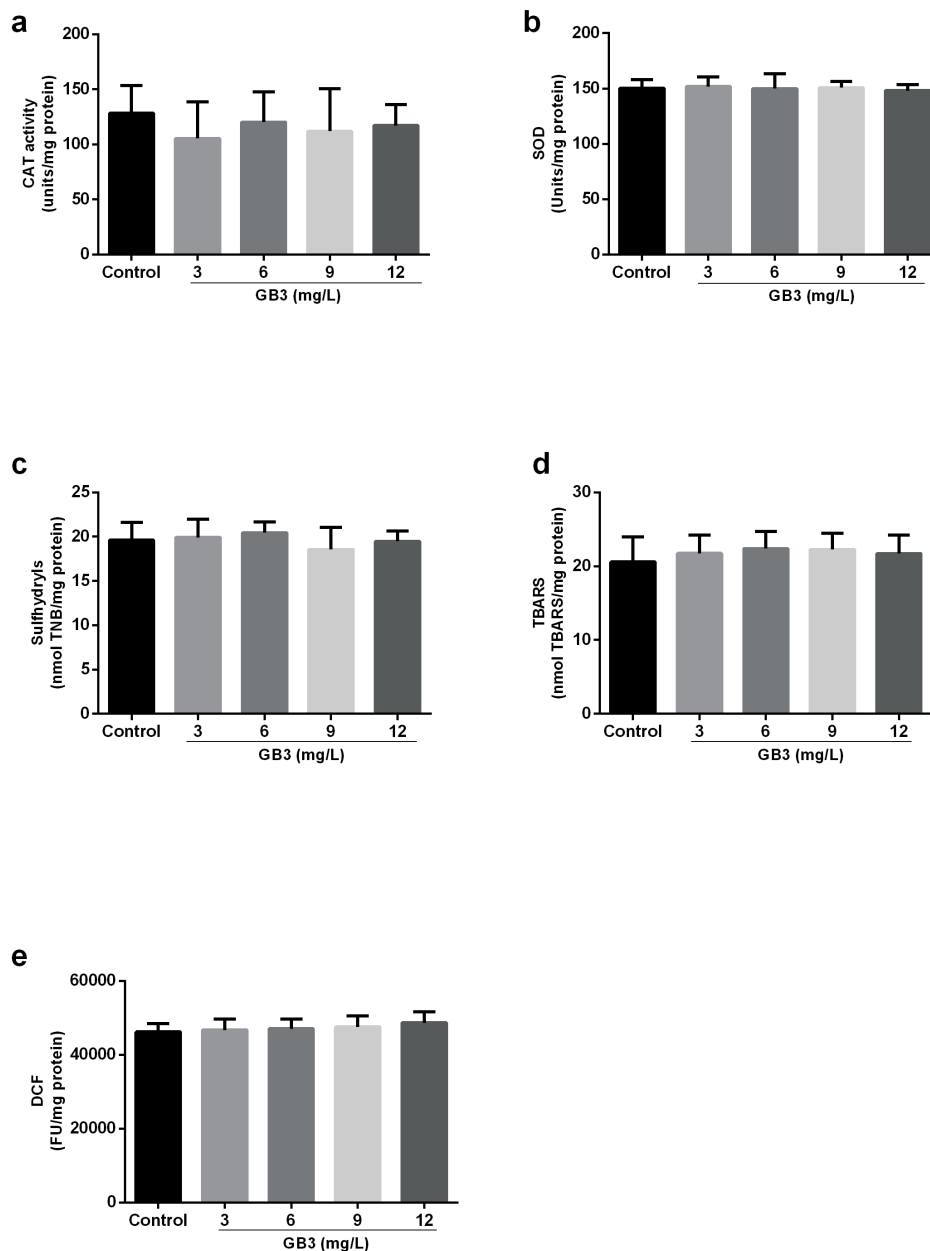 a
CAT activity
(units/mg protein)
200
150
100
50
0
Control 3 6 9 12
GB3 (mg/L)
b
SOD
(Units/mg protein)
200
150
100
50
0
Control 3 6 9 12
GB3 (mg/L)
c
Sulfhydryls
(nmol TNB/mg protein)
25
20
15
10
5
0
Control 3 6 9 12
GB3 (mg/L)
d
TBARS
(nmol TBARS/mg protein)
30
20
10
0
Control 3 6 9 12
GB3 (mg/L)
e
DCF
(FU/mg protein)
60000
40000
20000
0
Control 3 6 9 12
GB3 (mg/L)